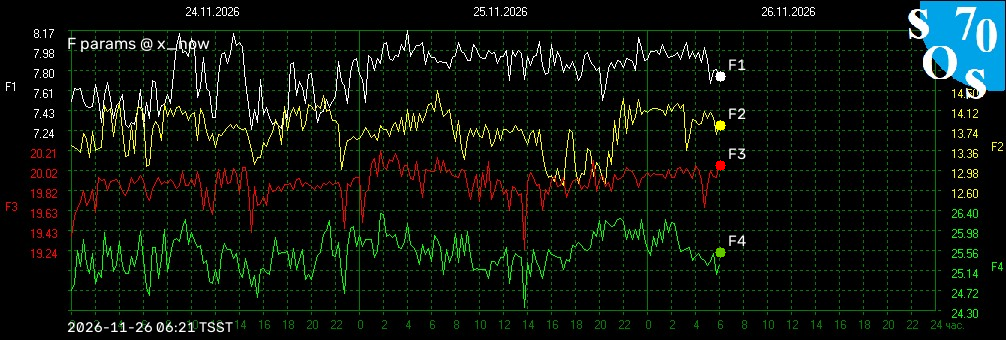 24.11.2026 25.11.2026 26.11.2026
S 70
O S
F params @ x_now
8.17
7.98
7.80
7.61
7.43
7.24
F1
20.21
20.02
19.82
19.63
19.43
19.24
F3
F1
F2
F3
F4
14.50
14.12
13.74
13.36
12.98
12.60
F2
26.40
25.98
25.56
25.14
24.72
24.30
F4
2026-11-26 06:21 TSST
14 16 18 20 22 0 2 4 6 8 10 12 14 16 18 20 22 0 2 4 6 8 10 12 14 16 18 20 22 24 час.